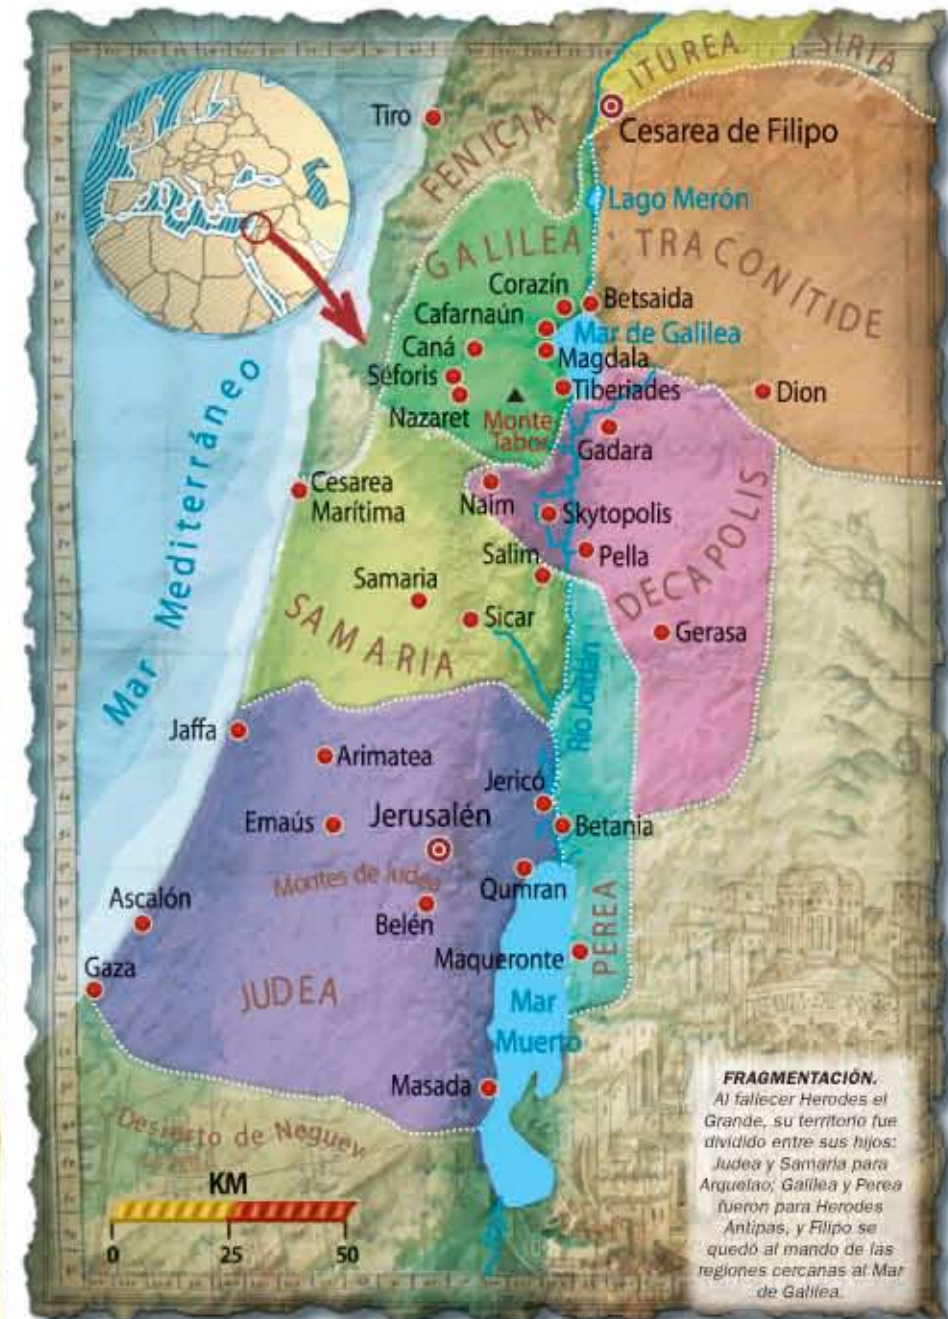 ITUREA
SIRIA
Tiro
FENICIA
Cesarea de Filipo
Lago Merón
GALILEA
TRACONÍTIDE
Corazín
Betsaida
Cafarnaún
Mar de Galilea
Caná
Magdala
Séforis
Tiberiades
Dion
Nazaret
Monte
Tabor
Gadara
Mar Mediterráneo
Cesarea
Marítima
Naim
Skytopolis
DECAPOLIS
Salim
Pella
Samaria
SAMARIA
Sicar
Gerasa
Río Jordán
Jaffa
Arimatea
Jericó
Emaús
Jerusalén
Betania
Montes de Judea
Qumran
Ascalón
Belén
PEREA
Maqueronte
Gaza
JUDEA
Mar
Muerto
Masada
Desierto de Neguev
KM
0 25 50
FRAGMENTACIÓN.
Al fallecer Herodes el
Grande, su territorio fue
dividido entre sus hijos:
Judea y Samaria para
Arquelao; Galilea y Perea
fueron para Herodes
Antipas, y Filipo se
quedó al mando de las
regiones cercanas al Mar
de Galilea.